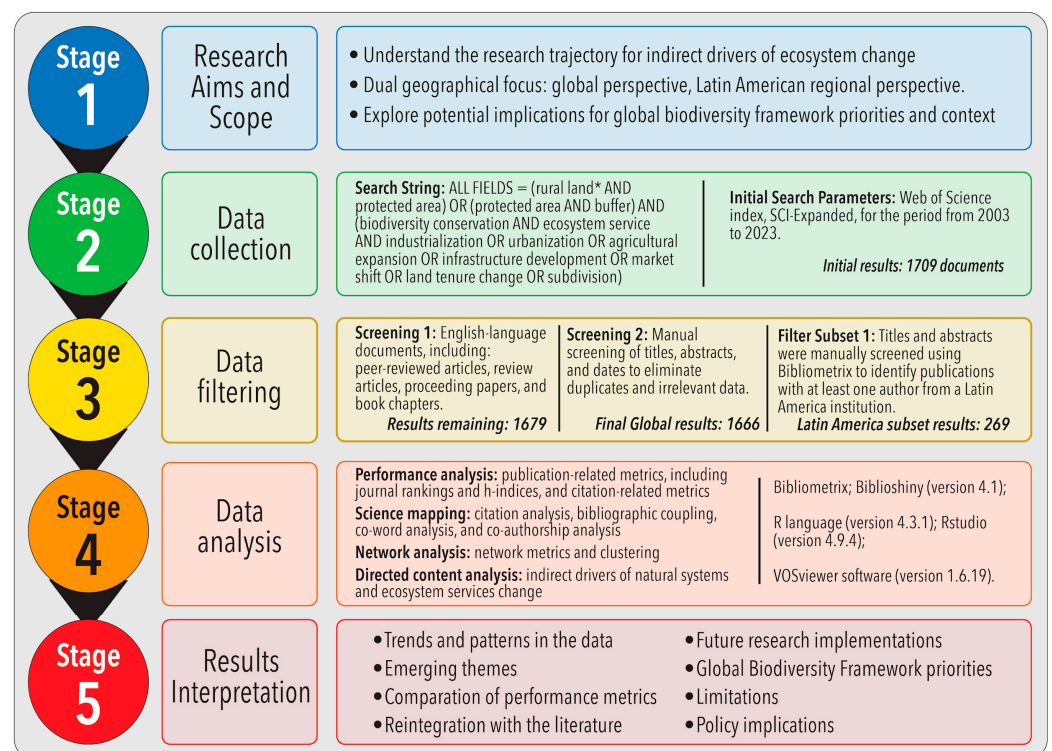 Stage
1
Research
Aims and
Scope
• Understand the research trajectory for indirect drivers of ecosystem change
• Dual geographical focus: global perspective, Latin American regional perspective.
• Explore potential implications for global biodiversity framework priorities and context
Stage
2
Data
collection
Search String: ALL FIELDS = (rural land* AND
protected area) OR (protected area AND buffer) AND
(biodiversity conservation AND ecosystem service
AND industrialization OR urbanization OR agricultural
expansion OR infrastructure development OR market
shift OR land tenure change OR subdivision)
Initial Search Parameters: Web of Science
index, SCI-Expanded, for the period from 2003
to 2023.
Initial results: 1709 documents
Stage
3
Data
filtering
Screening 1: English-language
documents, including:
peer-reviewed articles, review
articles, proceeding papers, and
book chapters.
Results remaining: 1679
Screening 2: Manual
screening of titles, abstracts,
and dates to eliminate
duplicates and irrelevant data.
Final Global results: 1666
Filter Subset 1: Titles and abstracts
were manually screened using
Bibliometrix to identify publications
with at least one author from a Latin
America institution.
Latin America subset results: 269
Stage
4
Data
analysis
Performance analysis: publication-related metrics, including
journal rankings and h-indices, and citation-related metrics
Science mapping: citation analysis, bibliographic coupling,
co-word analysis, and co-authorship analysis
Network analysis: network metrics and clustering
Directed content analysis: indirect drivers of natural systems
and ecosystem services change
Bibliometrix; Biblioshiny (version 4.1);
R language (version 4.3.1); Rstudio
(version 4.9.4);
VOSviewer software (version 1.6.19).
Stage
5
Results
Interpretation
• Trends and patterns in the data
• Emerging themes
• Comparation of performance metrics
• Reintegration with the literature
• Future research implementations
• Global Biodiversity Framework priorities
• Limitations
• Policy implications